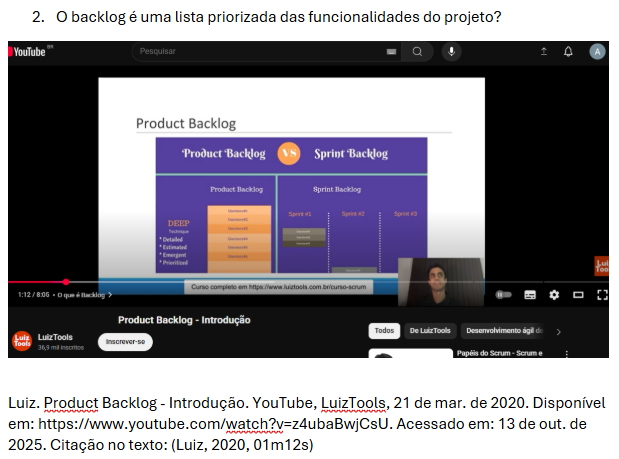 2. O backlog é uma lista priorizada das funcionalidades do projeto?
YouTube BR
Pesquisar
A
Product Backlog
Product Backlog VS Sprint Backlog
Product Backlog
Sprint Backlog
Sprint #1 Sprint #2 Sprint #3
DEEP
Technique
* Detailed
* Estimated
* Emergent
* Prioritized
Curso completo em https://www.luiztools.com.br/curso-scrum
1:12 / 8:05 • O que é Backlog >
Product Backlog - Introdução
Luiz Tools
LuizTools
36,9 mil inscritos
Inscrever-se
Todos
De LuizTools
Desenvolvimento ágil
Papéis do Scrum - Scrum e
Luiz. Product Backlog - Introdução. YouTube, LuizTools, 21 de mar. de 2020. Disponível
em: https://www.youtube.com/watch?v=z4ubaBwjCsU. Acessado em: 13 de out. de
2025. Citação no texto: (Luiz, 2020, 01m12s)